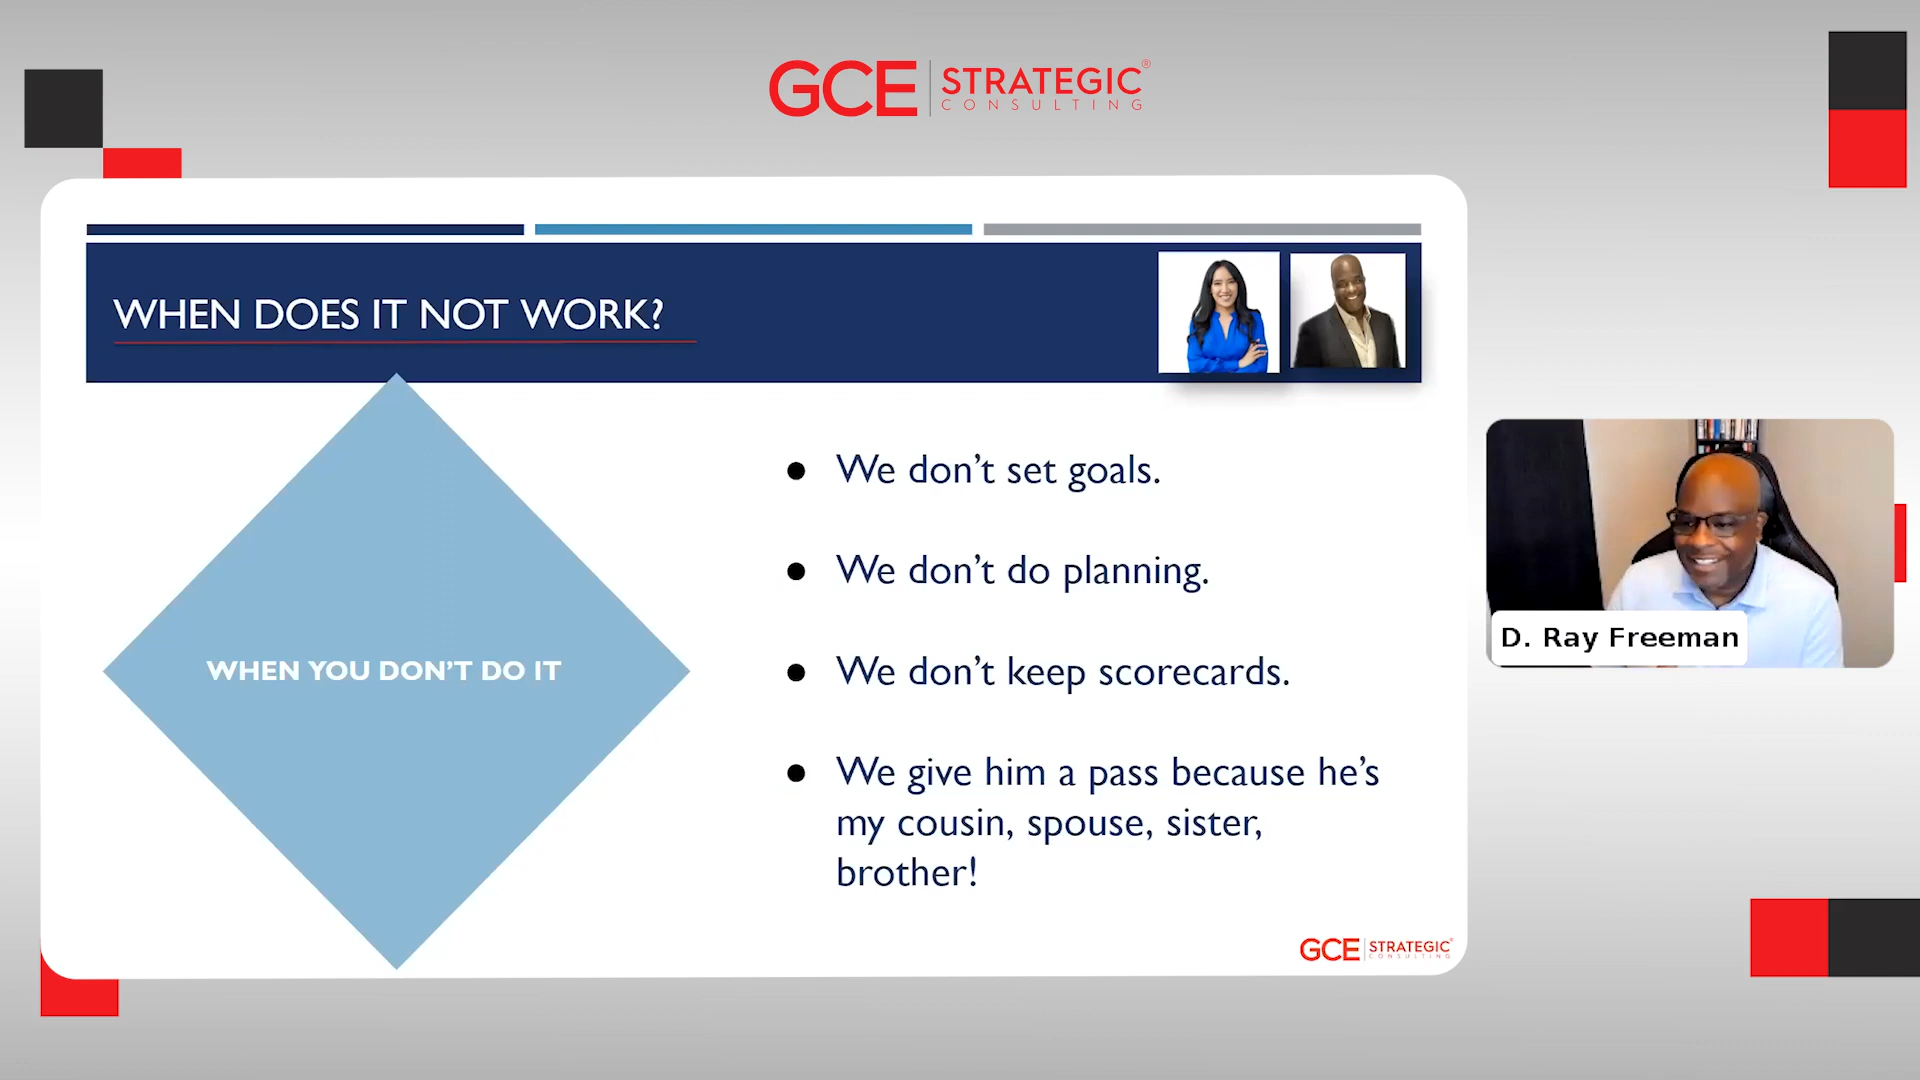 GCE STRATEGIC®
CONSULTING
WHEN DOES IT NOT WORK?
WHEN YOU DON’T DO IT
● We don’t set goals.
● We don’t do planning.
● We don’t keep scorecards.
● We give him a pass because he’s
my cousin, spouse, sister,
brother!
D. Ray Freeman
GCE STRATEGIC®
CONSULTING